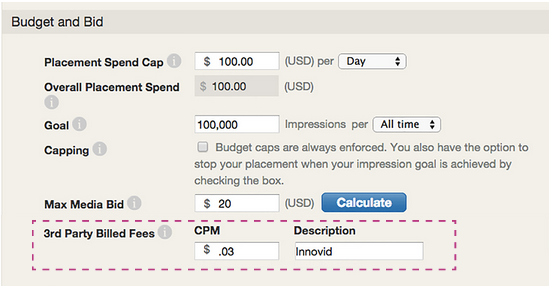 Budget and Bid
Placement Spend Cap $ 100.00 (USD) per Day
Overall Placement Spend $ 100.00 (USD)
Goal 100,000 Impressions per All time
Capping Budget caps are always enforced. You also have the option to
stop your placement when your impression goal is achieved by
checking the box.
Max Media Bid $ 20 (USD) Calculate
CPM Description
3rd Party Billed Fees $ .03 Innovid